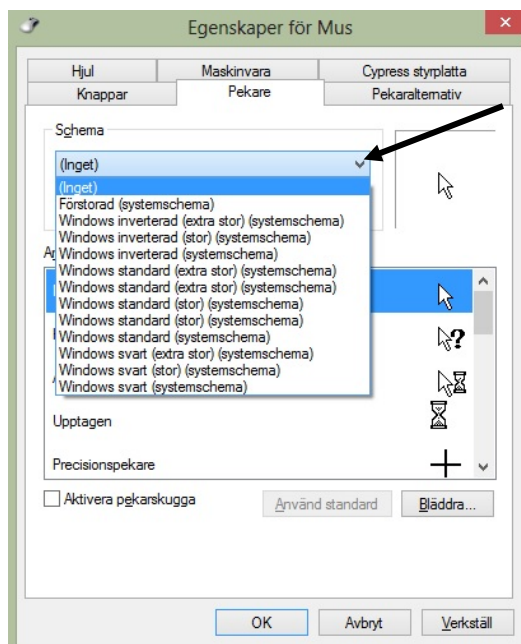 Egenskaper för Mus
Hjul Maskinvara Cypress styrplatta
Knappar Pekare Pekaralternativ
Schema
(Inget)
(Inget)
Förstorad (systemschema)
Windows inverterad (extra stor) (systemschema)
Windows inverterad (stor) (systemschema)
Windows inverterad (systemschema)
Windows standard (extra stor) (systemschema)
Windows standard (extra stor) (systemschema)
Windows standard (stor) (systemschema)
Windows standard (stor) (systemschema)
Windows standard (systemschema)
Windows svart (extra stor) (systemschema)
Windows svart (stor) (systemschema)
Windows svart (systemschema)
Upptagen
Precisionspekare
Aktivera pekarskugga Använd standard Bläddra...
OK Avbryt Verkställ